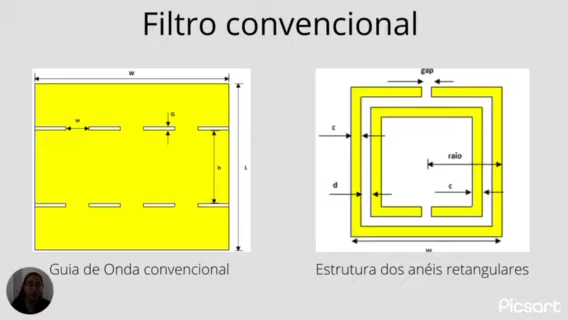 Filtro convencional
w
G
w
h
L
gap
c
raio
d
c
w
Guia de Onda convencional
Estrutura dos anéis retangulares
Picsart